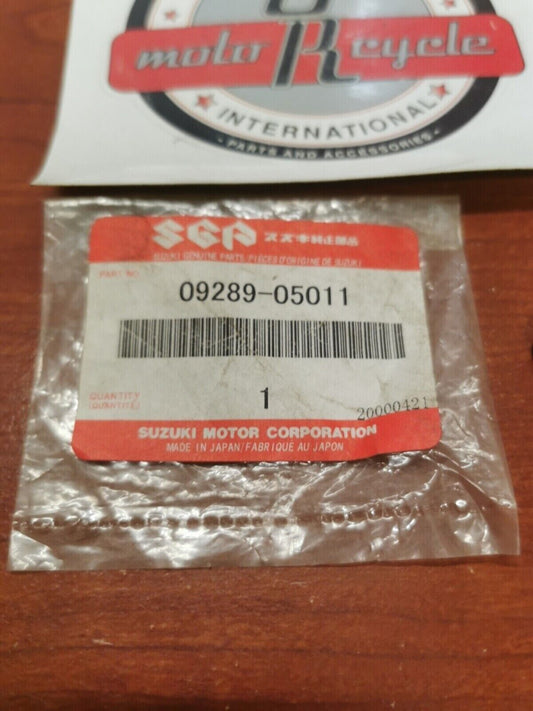 moto R cycle
INTERNATIONAL
- PARTS AND ACCESSORIES -
SGP スズキ純正部品
SUZUKI GENUINE PARTS/PIECES D'ORIGINE DE SUZUKI
PART NO.
09289-05011
QUANTITY
(QUANTITE)
1
20000421
SUZUKI MOTOR CORPORATION
MADE IN JAPAN/FABRIQUE AU JAPON